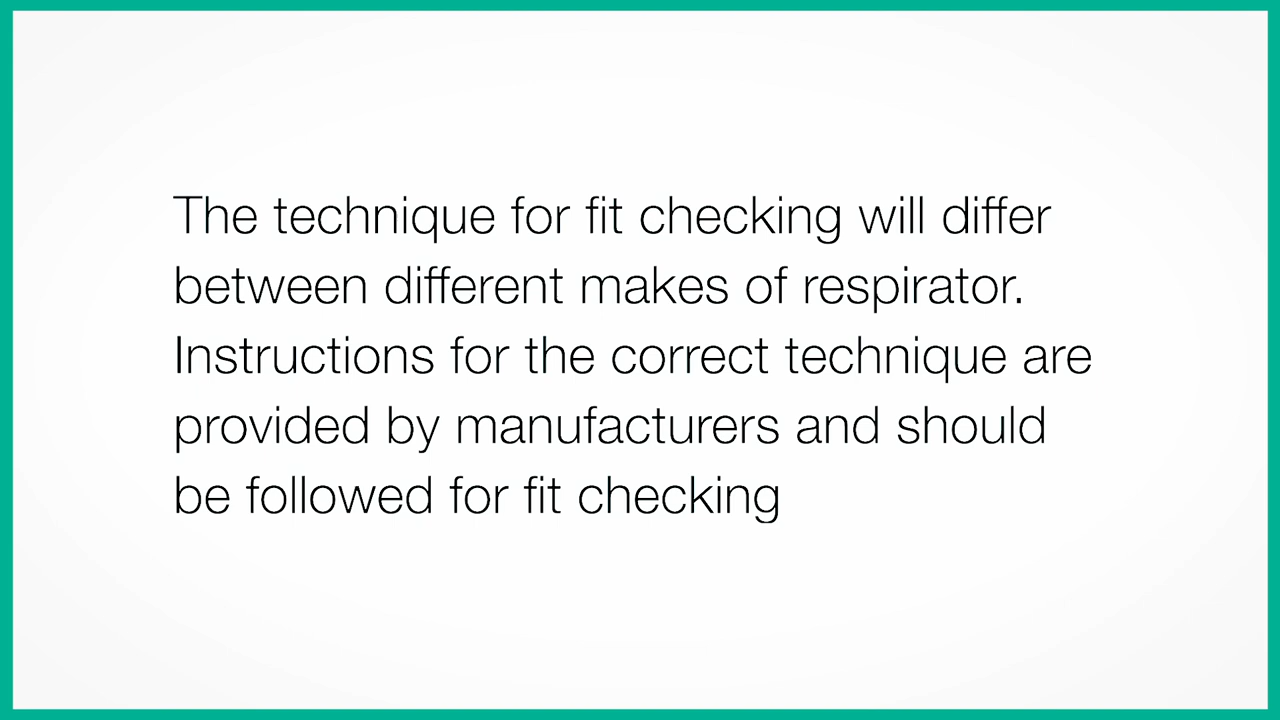 The technique for fit checking will differ
between different makes of respirator.
Instructions for the correct technique are
provided by manufacturers and should
be followed for fit checking